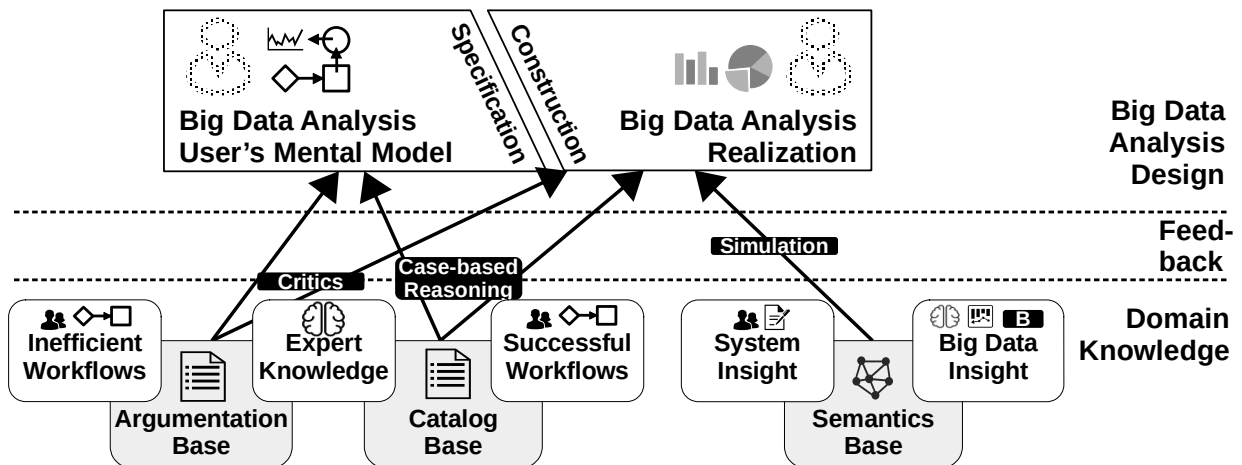 Specification
Construction
Big Data Analysis
User's Mental Model
Big Data Analysis
Realization
Big Data
Analysis
Design
Simulation
Feed-
back
Critics
Case-based
Reasoning
Inefficient
Workflows
Expert
Knowledge
Successful
Workflows
System
Insight
B
Big Data
Insight
Domain
Knowledge
Argumentation
Base
Catalog
Base
Semantics
Base